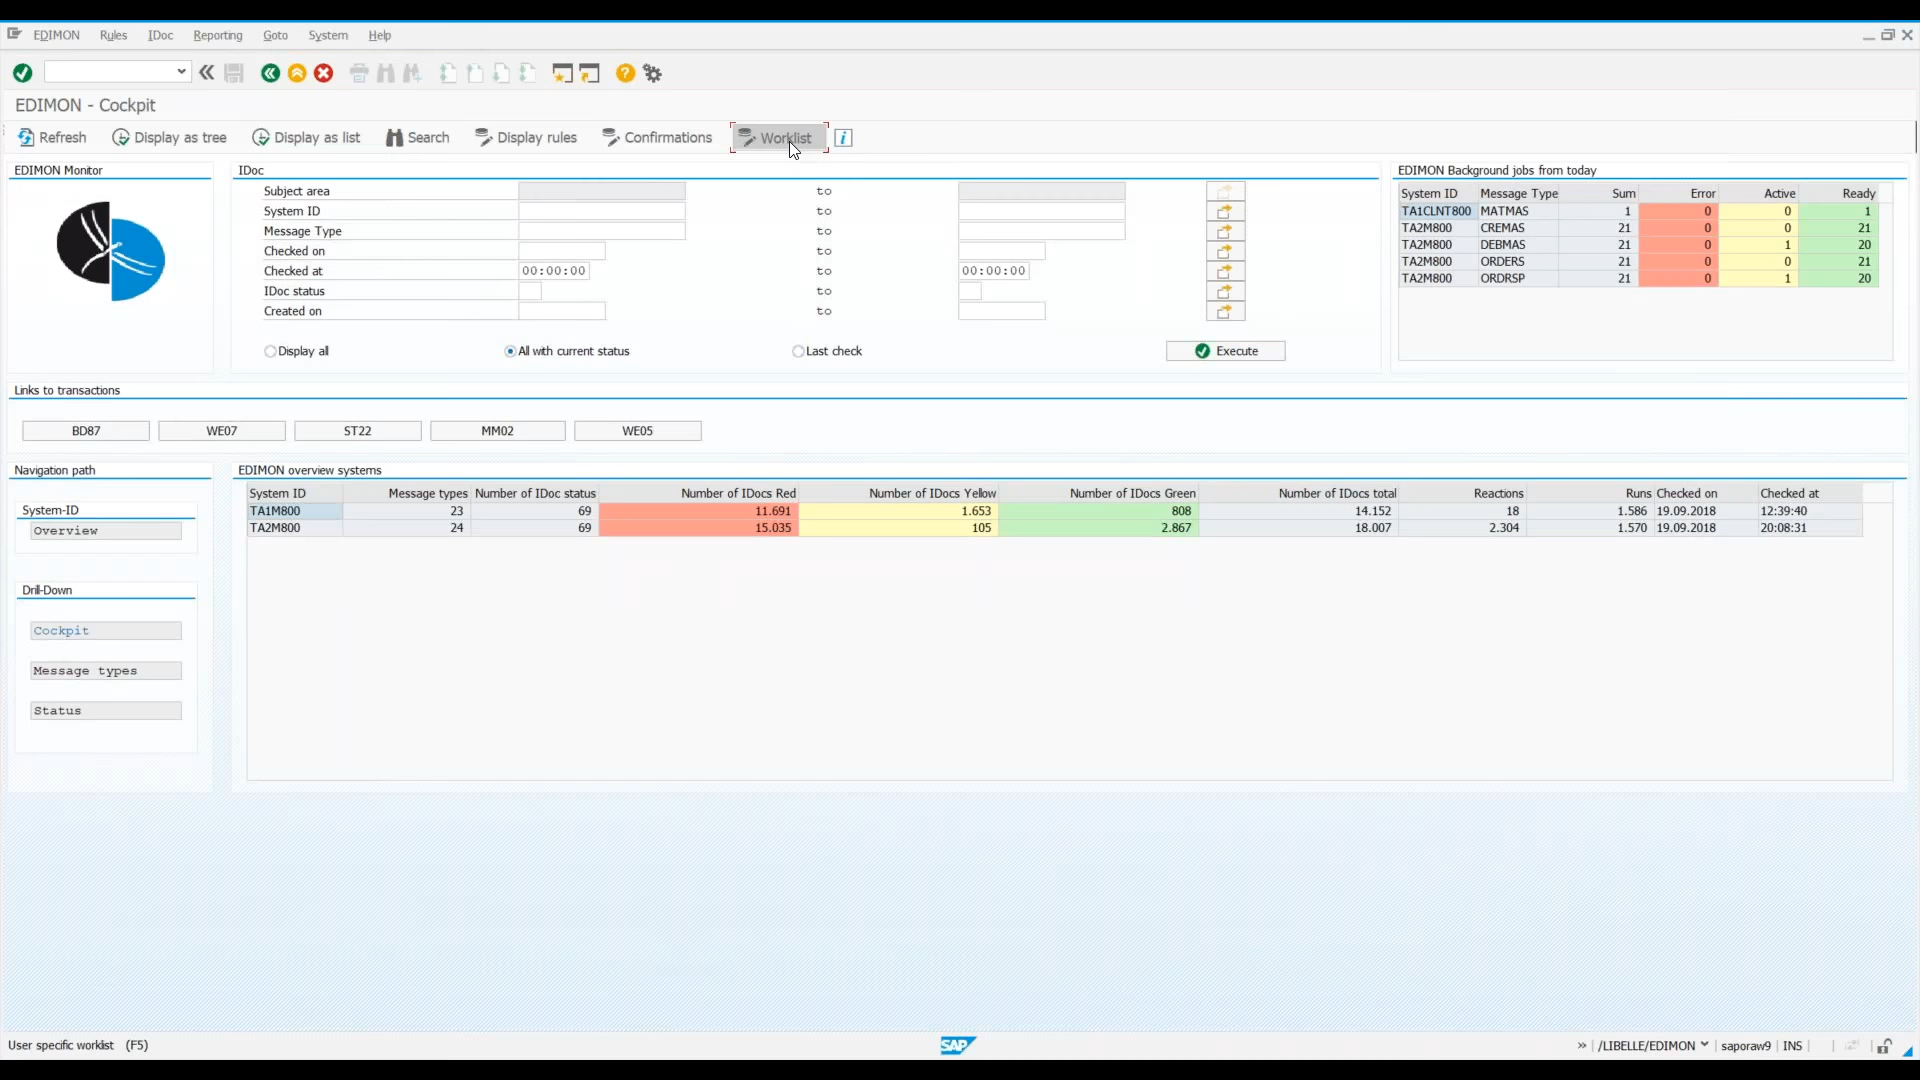 EDIMON Rules IDoc Reporting Goto System Help
EDIMON - Cockpit
Refresh Display as tree Display as list Search Display rules Confirmations Worklist
EDIMON Monitor
IDoc
Subject area to
System ID to
Message Type to
Checked on to
Checked at 00:00:00 to 00:00:00
IDoc status to
Created on to
Display all All with current status Last check Execute
EDIMON Background jobs from today
System ID Message Type Sum Error Active Ready
TA1CLNT800 MATMAS 1 0 0 1
TA2M800 CREMAS 21 0 0 21
TA2M800 DEBMAS 21 0 1 20
TA2M800 ORDERS 21 0 0 21
TA2M800 ORDRSP 21 0 1 20
Links to transactions
BD87 WE07 ST22 MM02 WE05
Navigation path
System-ID
Overview
Drill-Down
Cockpit
Message types
Status
EDIMON overview systems
System ID Message types Number of IDoc status Number of IDocs Red Number of IDocs Yellow Number of IDocs Green Number of IDocs total Reactions Runs Checked on Checked at
TA1M800 23 69 11.691 1.653 808 14.152 18 1.586 19.09.2018 12:39:40
TA2M800 24 69 15.035 105 2.867 18.007 2.304 1.570 19.09.2018 20:08:31
User specific worklist (F5) SAP » /LIBELLE/EDIMON saporaw9 INS